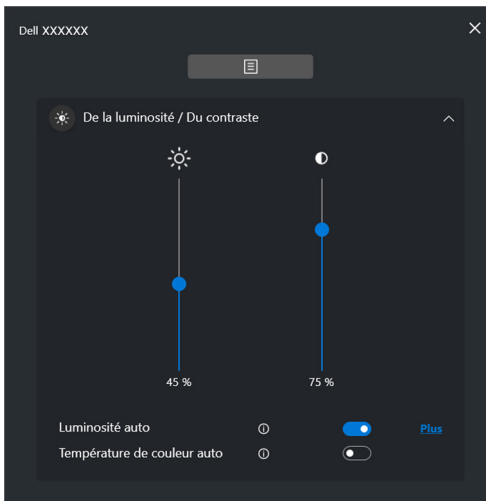 Dell XXXXXX
De la luminosité / Du contraste
45 % 75 %
Luminosité auto Plus
Température de couleur auto